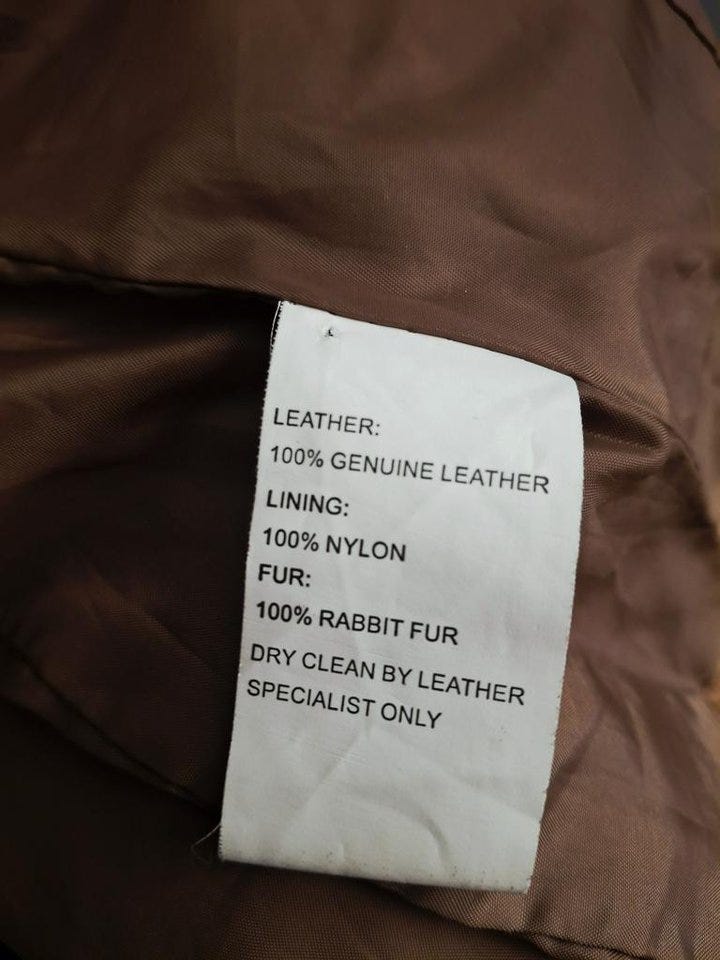 LEATHER:
100% GENUINE LEATHER
LINING:
100% NYLON
FUR:
100% RABBIT FUR
DRY CLEAN BY LEATHER
SPECIALIST ONLY